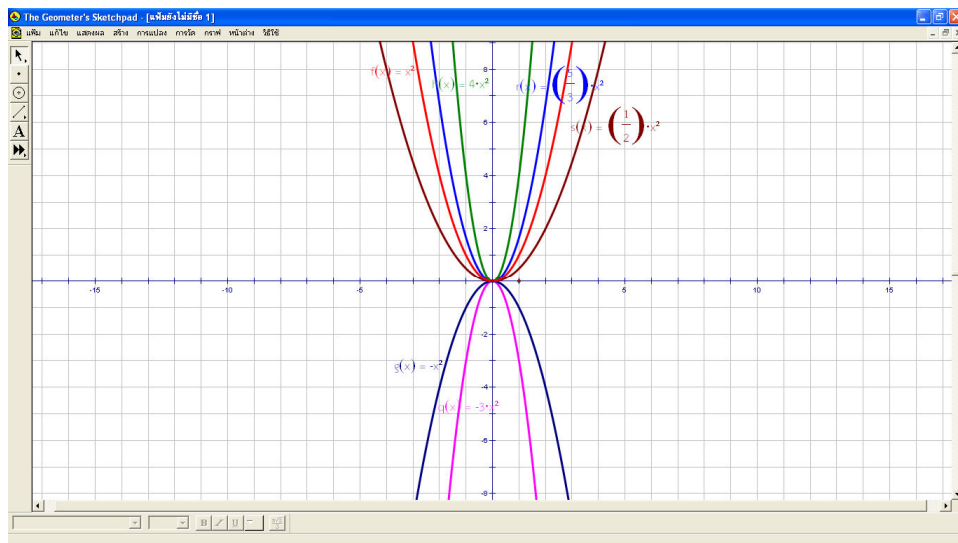 The Geometer's Sketchpad - [แฟ้มยังไม่มีชื่อ 1]
แฟ้ม แก้ไข แสดงผล สร้าง การแปลง การวัด กราฟ หน้าต่าง วิธีใช้
A
8
f(x) = x²
h(x) = 4·x²
r(x) = (5/3)·x²
6
s(x) = (1/2)·x²
4
2
-15 -10 -5 5 10 15
-2
g(x) = -x²
-4
q(x) = -3·x²
-6
-8
B I U